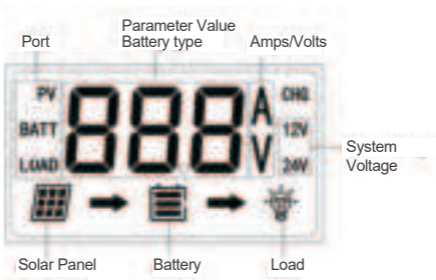 Port
Parameter Value
Battery type
Amps/Volts
PV
BATT
LOAD
888
A
V
CHG
12V
24V
System
Voltage
Solar Panel
Battery
Load